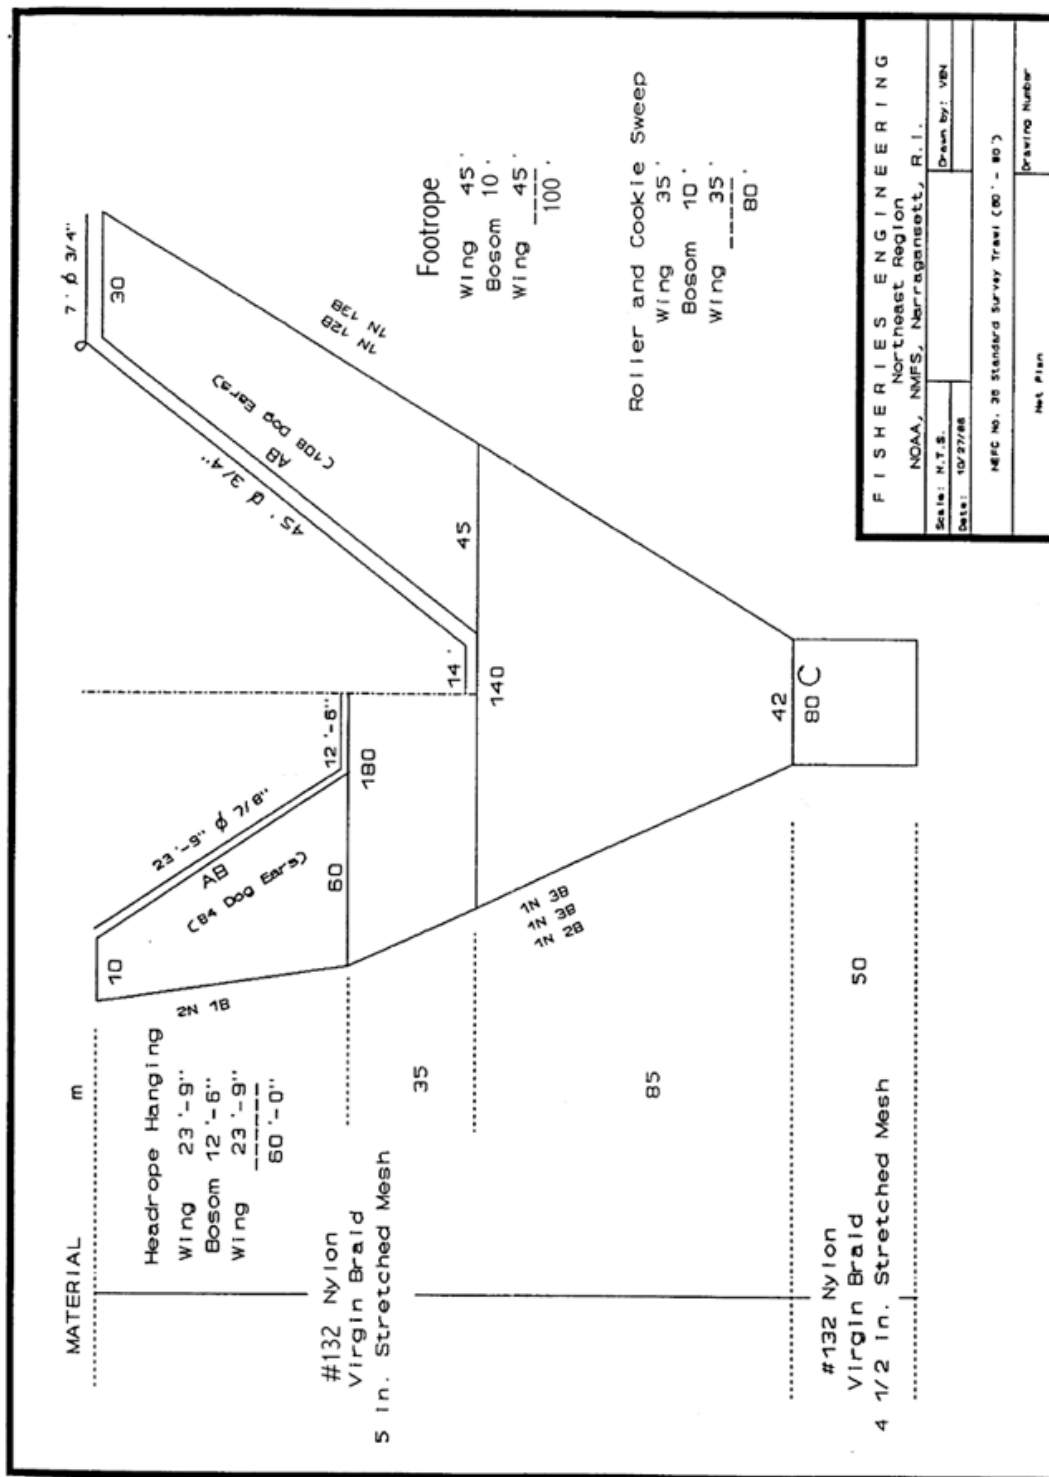 MATERIAL
m
Headrope Hanging
Wing 23'-9"
Bosom 12'-6"
Wing 23'-9"
60'-0"
#132 Nylon
Virgin Braid
5 in. Stretched Mesh
35
85
#132 Nylon
Virgin Braid
4 1/2 in. Stretched Mesh
50
10
2N 1B
AB
(84 Dog Ears)
23'-9" ϕ 7/8"
12'-6"
60
180
1N 3B
1N 3B
1N 2B
14'
140
45
45' ϕ 3/4"
AB
(108 Dog Ears)
30
7' ϕ 3/4"
1N 12B
1N 13B
42
80 C
Footrope
Wing 45'
Bosom 10'
Wing 45'
100'
Roller and Cookie Sweep
Wing 35'
Bosom 10'
Wing 35'
80'
FISHERIES ENGINEERING
Northeast Region
NOAA, NMFS, Narragansett, R.I.
Scale: N.T.S.
Drawn by: VEN
Date: 10/27/86
NEFC No. 36 Standard Survey Trawl (60' - 80')
Net Plan
Drawing Number